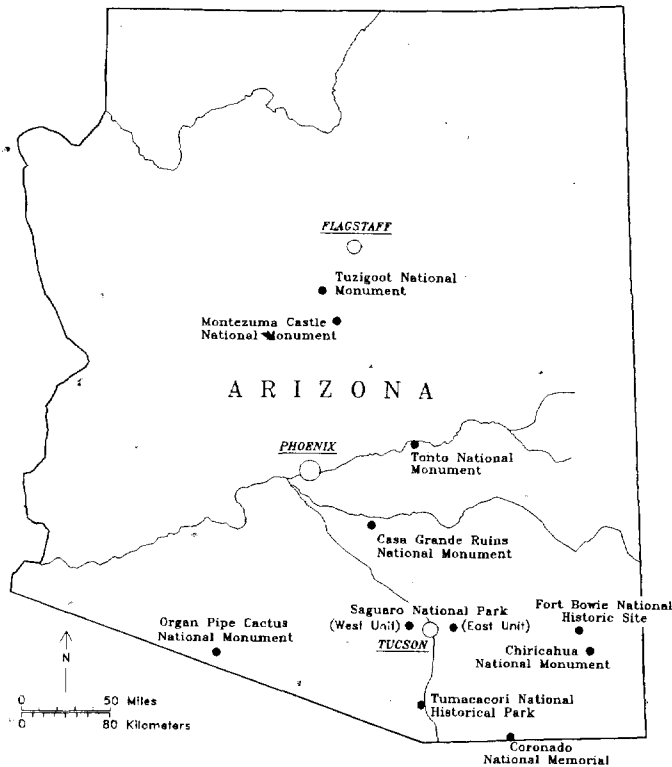 FLAGSTAFF
Tuzigoot National
Monument
Montezuma Castle
National Monument
ARIZONA
PHOENIX
Tonto National
Monument
Casa Grande Ruins
National Monument
Saguaro National Park
(West Unit)
(East Unit)
TUCSON
Fort Bowie National
Historic Site
Organ Pipe Cactus
National Monument
Chiricahua
National Monument
N
0 50 Miles
0 80 Kilometers
Tumacacori National
Historical Park
Coronado
National Memorial